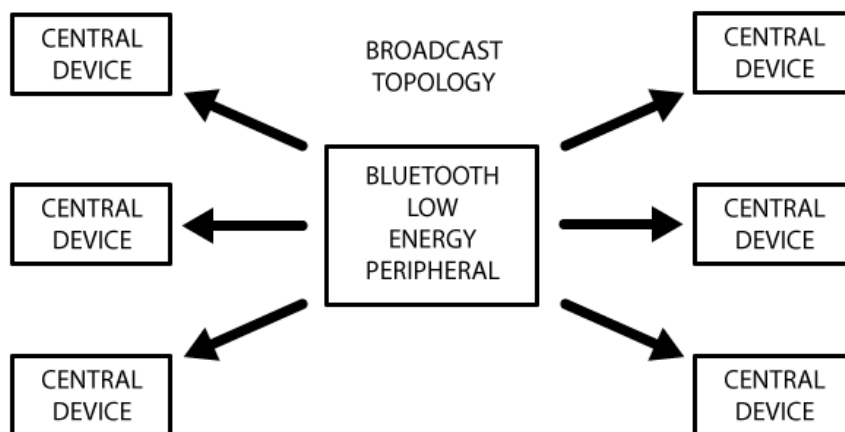 CENTRAL
DEVICE
BROADCAST
TOPOLOGY
CENTRAL
DEVICE
CENTRAL
DEVICE
BLUETOOTH
LOW
ENERGY
PERIPHERAL
CENTRAL
DEVICE
CENTRAL
DEVICE
CENTRAL
DEVICE